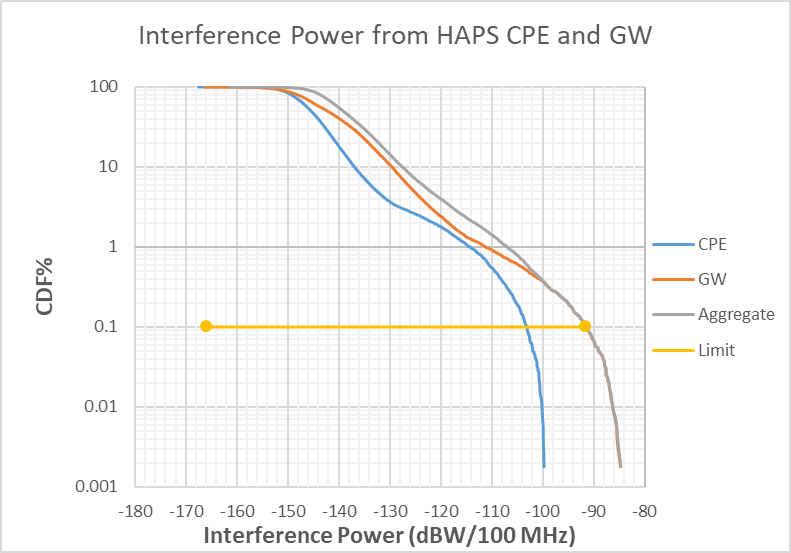 Interference Power from HAPS CPE and GW
100
10
1
0.1
0.01
0.001
CDF%
-180 -170 -160 -150 -140 -130 -120 -110 -100 -90 -80
Interference Power (dBW/100 MHz)
CPE
GW
Aggregate
Limit